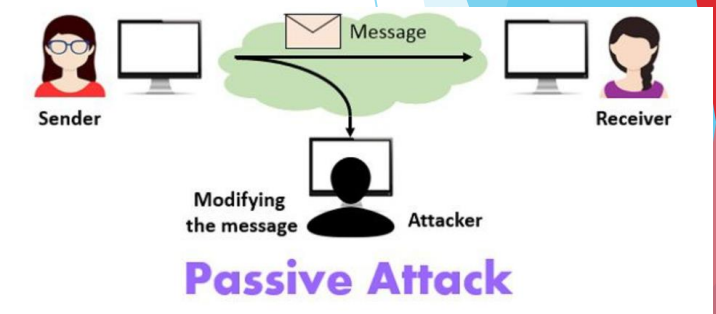 Message
Sender
Receiver
Modifying
the message
Attacker
Passive Attack